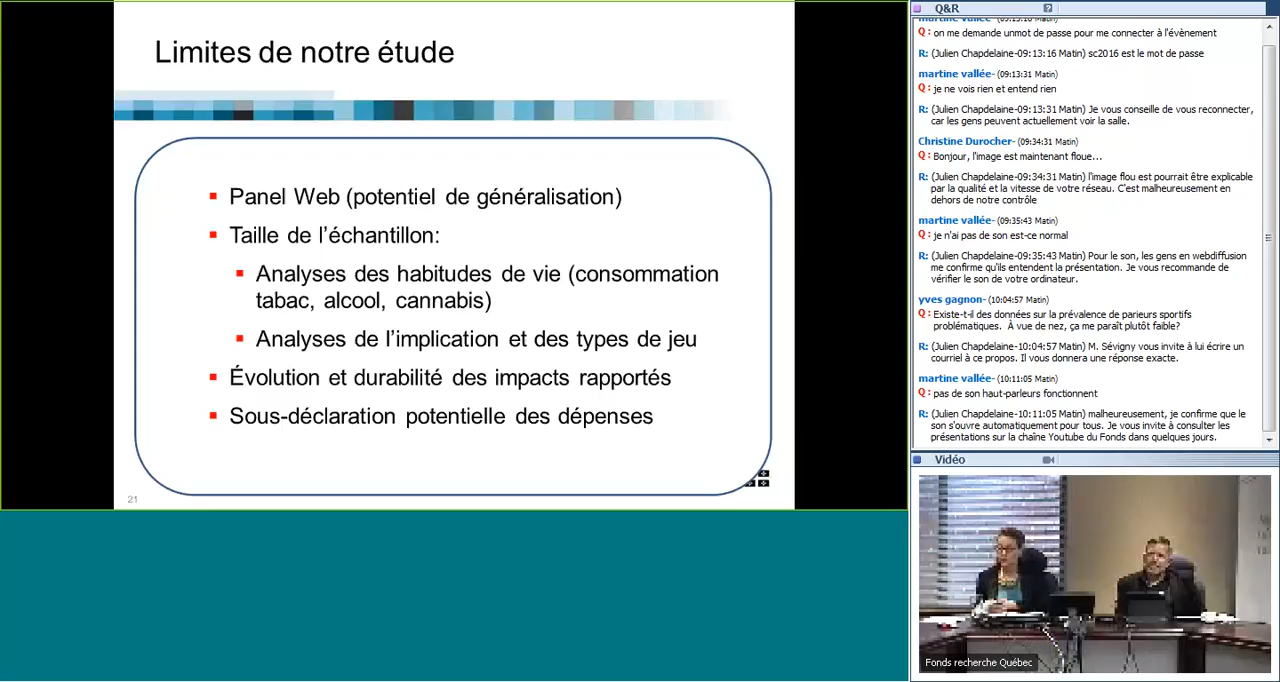 Limites de notre étude
Panel Web (potentiel de généralisation)
Taille de l'échantillon:
Analyses des habitudes de vie (consommation
tabac, alcool, cannabis)
Analyses de l'implication et des types de jeu
Évolution et durabilité des impacts rapportés
Sous-déclaration potentielle des dépenses
21
Q&R
martine vallée-
Q: on me demande unmot de passe pour me connecter à l'évènement
R: (Julien Chapdelaine-09:13:16 Matin) sc2016 est le mot de passe
martine vallée- (09:13:31 Matin)
Q: je ne vois rien et entend rien
R: (Julien Chapdelaine-09:13:31 Matin) Je vous conseille de vous reconnecter,
car les gens peuvent actuellement voir la salle.
Christine Durocher- (09:34:31 Matin)
Q: Bonjour, l'image est maintenant floue...
R: (Julien Chapdelaine-09:34:31 Matin) l'image flou est pourrait être explicable
par la qualité et la vitesse de votre réseau. C'est malheureusement en
dehors de notre contrôle
martine vallée- (09:35:43 Matin)
Q: je n'ai pas de son est-ce normal
R: (Julien Chapdelaine-09:35:43 Matin) Pour le son, les gens en webdiffusion
me confirme qu'ils entendent la présentation. Je vous recommande de
vérifier le son de votre ordinateur.
yves gagnon- (10:04:57 Matin)
Q: Existe-t-il des données sur la prévalence de parieurs sportifs
problématiques. À vue de nez, ça me paraît plutôt faible?
R: (Julien Chapdelaine-10:04:57 Matin) M. Sévigny vous invite à lui écrire un
courriel à ce propos. Il vous donnera une réponse exacte.
martine vallée- (10:11:05 Matin)
Q: pas de son haut-parleurs fonctionnent
R: (Julien Chapdelaine-10:11:05 Matin) malheureusement, je confirme que le
son s'ouvre automatiquement pour tous. Je vous invite à consulter les
présentations sur la chaîne Youtube du Fonds dans quelques jours.
Vidéo
Fonds recherche Québec